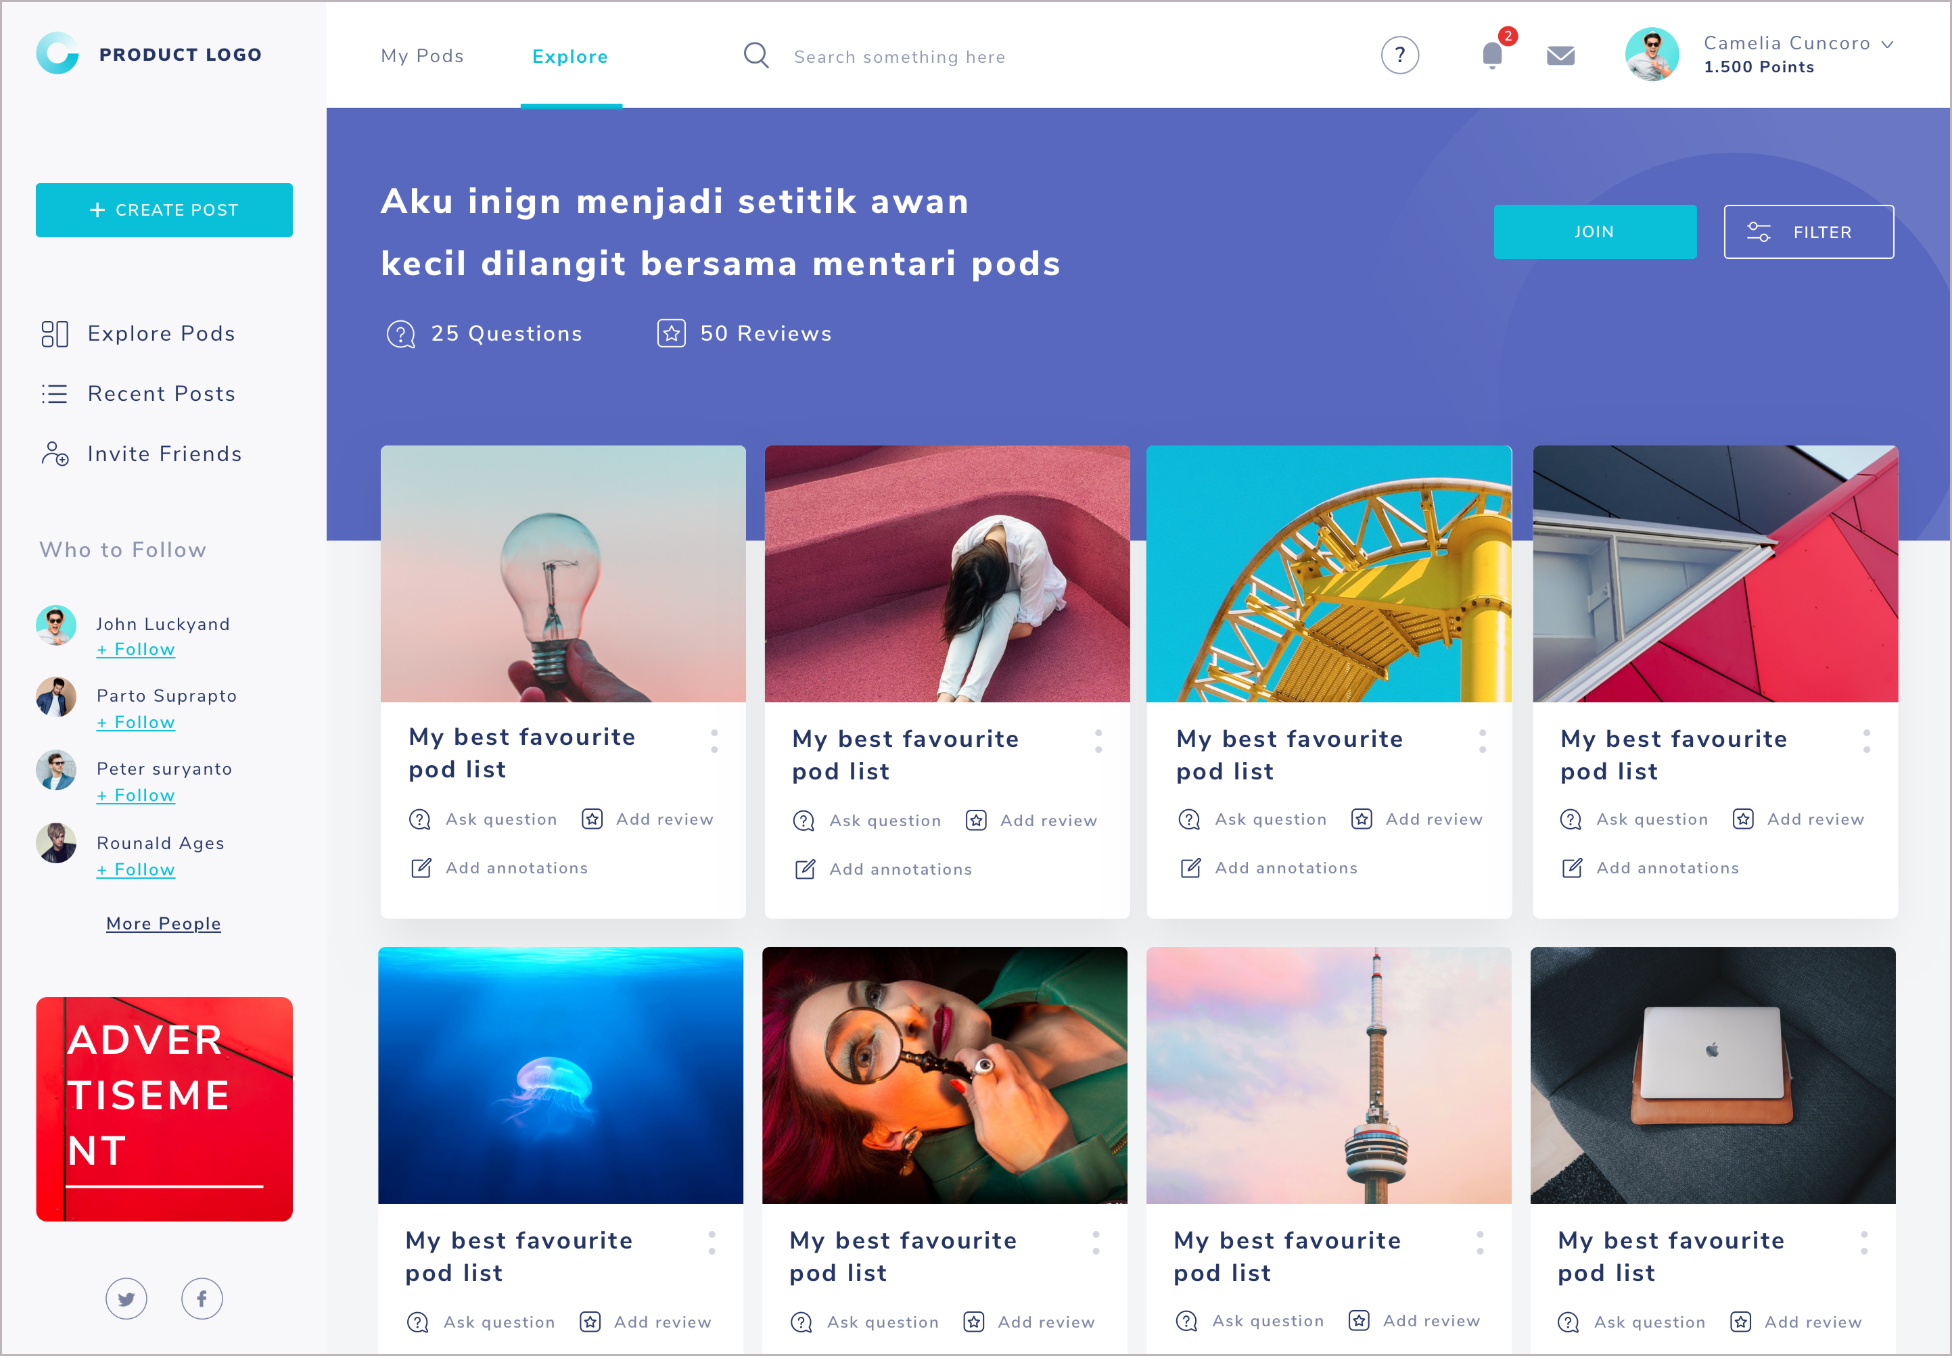 PRODUCT LOGO
My Pods
Explore
Search something here
?
2
Camelia Cuncoro
1.500 Points
+ CREATE POST
Explore Pods
Recent Posts
Invite Friends
Who to Follow
John Luckyand
+ Follow
Parto Suprapto
+ Follow
Peter suryanto
+ Follow
Rounald Ages
+ Follow
More People
ADVER
TISEME
NT
Aku inign menjadi setitik awan
kecil dilangit bersama mentari pods
25 Questions
50 Reviews
JOIN
FILTER
My best favourite
pod list
Ask question
Add review
Add annotations
My best favourite
pod list
Ask question
Add review
Add annotations
My best favourite
pod list
Ask question
Add review
Add annotations
My best favourite
pod list
Ask question
Add review
Add annotations
My best favourite
pod list
Ask question
Add review
My best favourite
pod list
Ask question
Add review
My best favourite
pod list
Ask question
Add review
My best favourite
pod list
Ask question
Add review